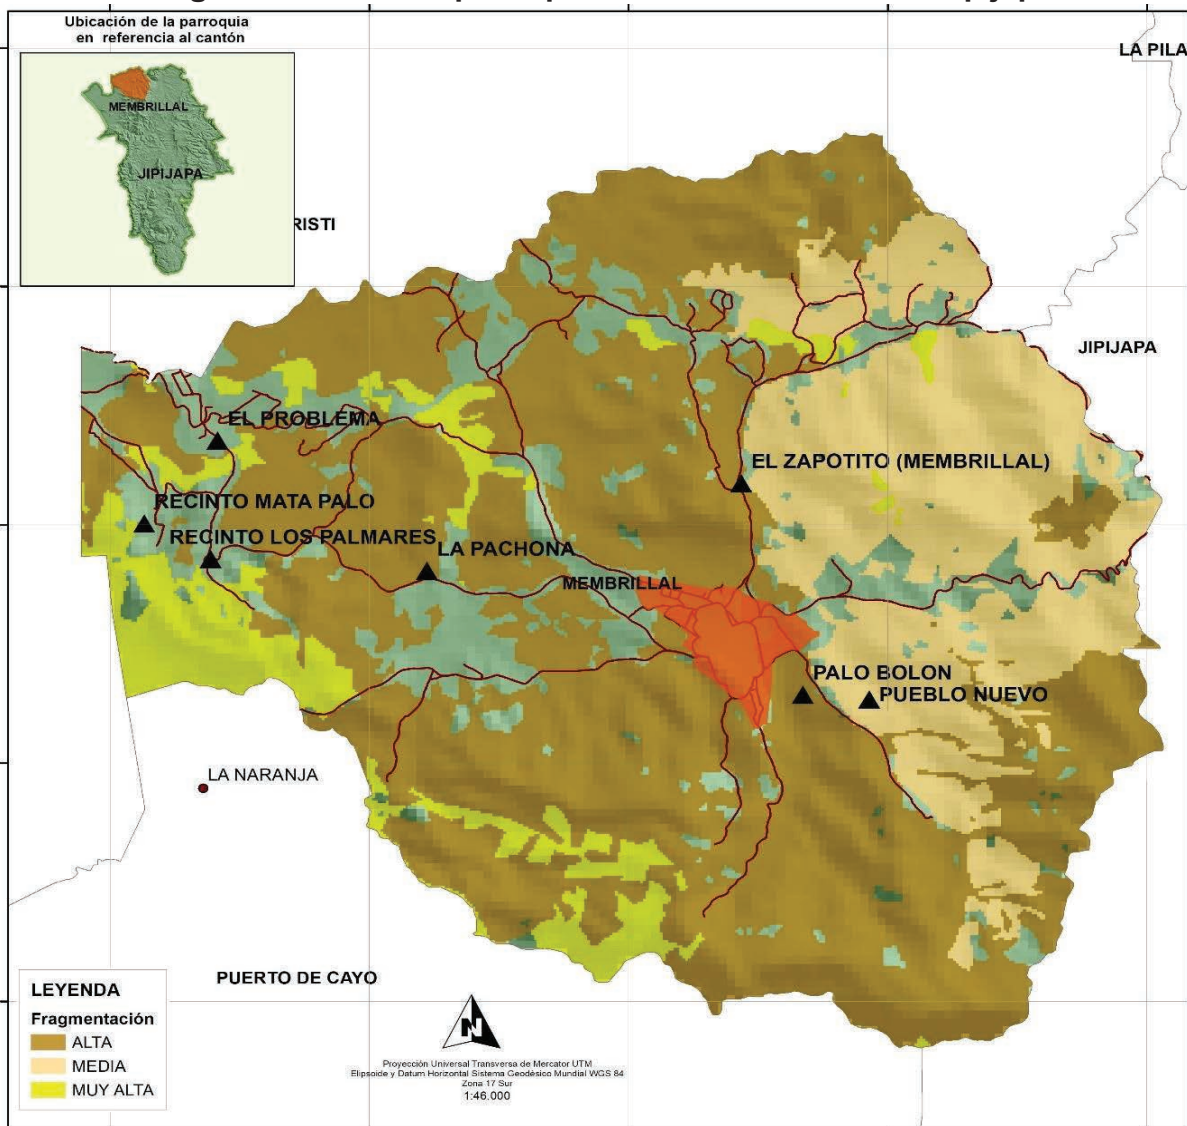 Ubicación de la parroquia
en referencia al cantón
MEMBRILLAL
JIPIJAPA
RISTI
LA PILA
JIPIJAPA
EL PROBLEMA
EL ZAPOTITO (MEMBRILLAL)
RECINTO MATA PALO
RECINTO LOS PALMARES
LA PACHONA
MEMBRILLAL
PALO BOLON
PUEBLO NUEVO
LA NARANJA
PUERTO DE CAYO
LEYENDA
Fragmentación
ALTA
MEDIA
MUY ALTA
N
Proyección Universal Transversa de Mercator UTM
Elipsoide y Datum Horizontal Sistema Geodésico Mundial WGS 84
Zona 17 Sur
1:46.000